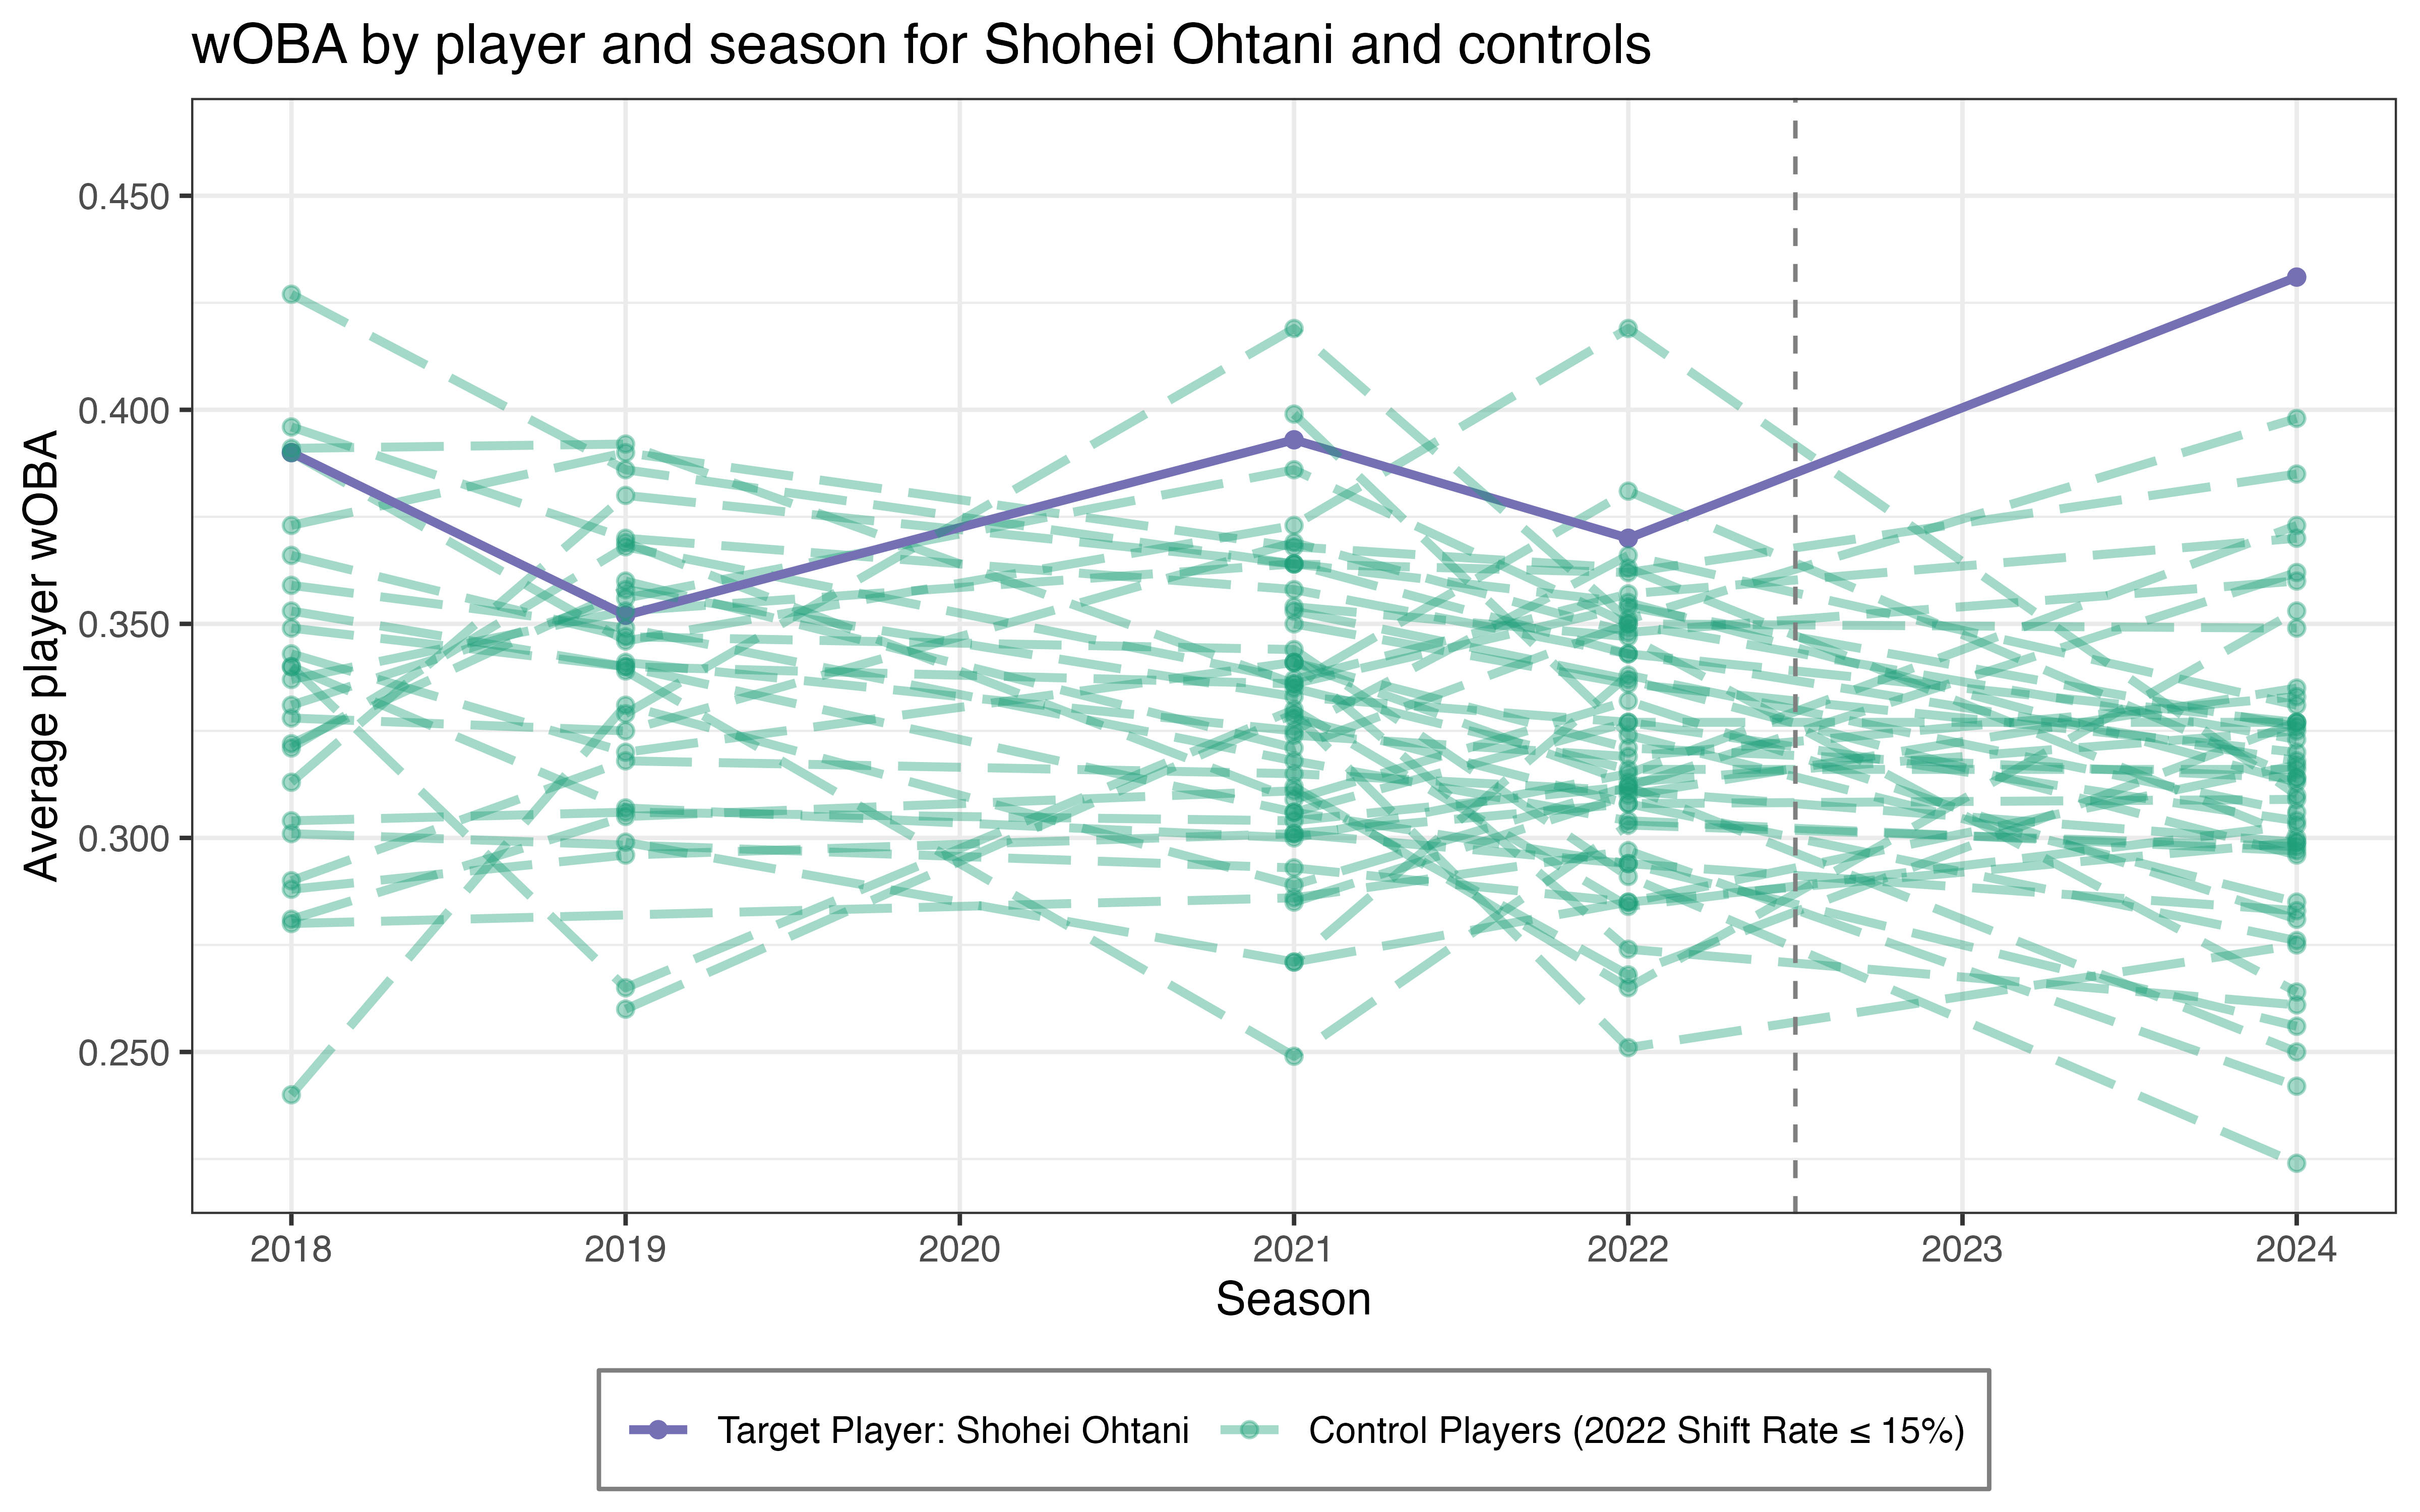 wOBA by player and season for Shohei Ohtani and controls
Average player wOBA
0.450
0.400
0.350
0.300
0.250
2018 2019 2020 2021 2022 2023 2024
Season
Target Player: Shohei Ohtani Control Players (2022 Shift Rate ≤ 15%)